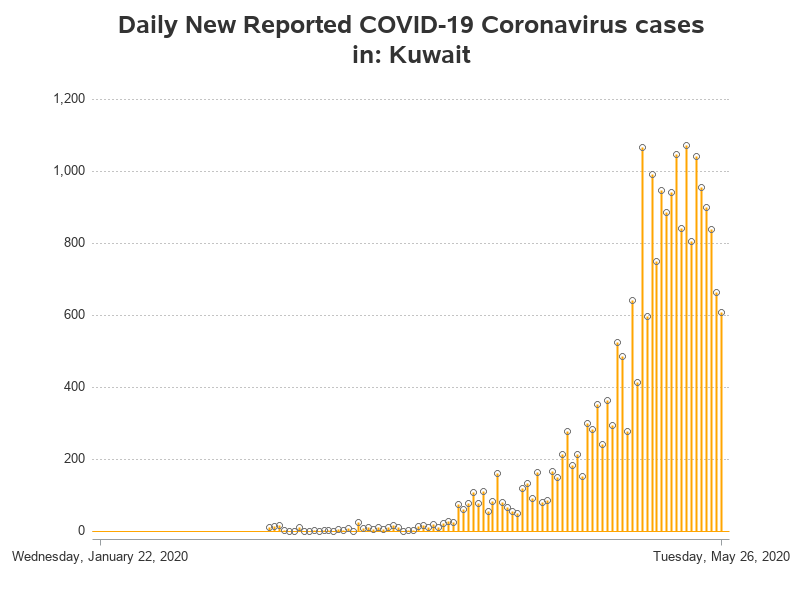 Daily New Reported COVID-19 Coronavirus cases
in: Kuwait
1,200
1,000
800
600
400
200
0
Wednesday, January 22, 2020
Tuesday, May 26, 2020